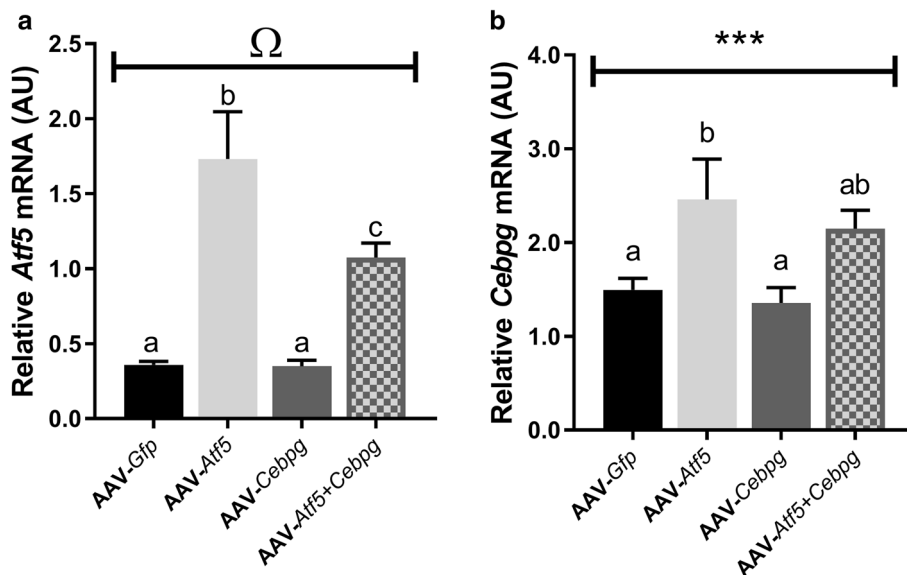 a
Relative Atf5 mRNA (AU)
2.5
2.0
1.5
1.0
0.5
0.0
Ω
a
b
a
c
AAV-Gfp
AAV-Atf5
AAV-Cebpg
AAV-Atf5+Cebpg
b
Relative Cebpg mRNA (AU)
4.0
3.0
2.0
1.0
0.0
***
a
b
a
ab
AAV-Gfp
AAV-Atf5
AAV-Cebpg
AAV-Atf5+Cebpg